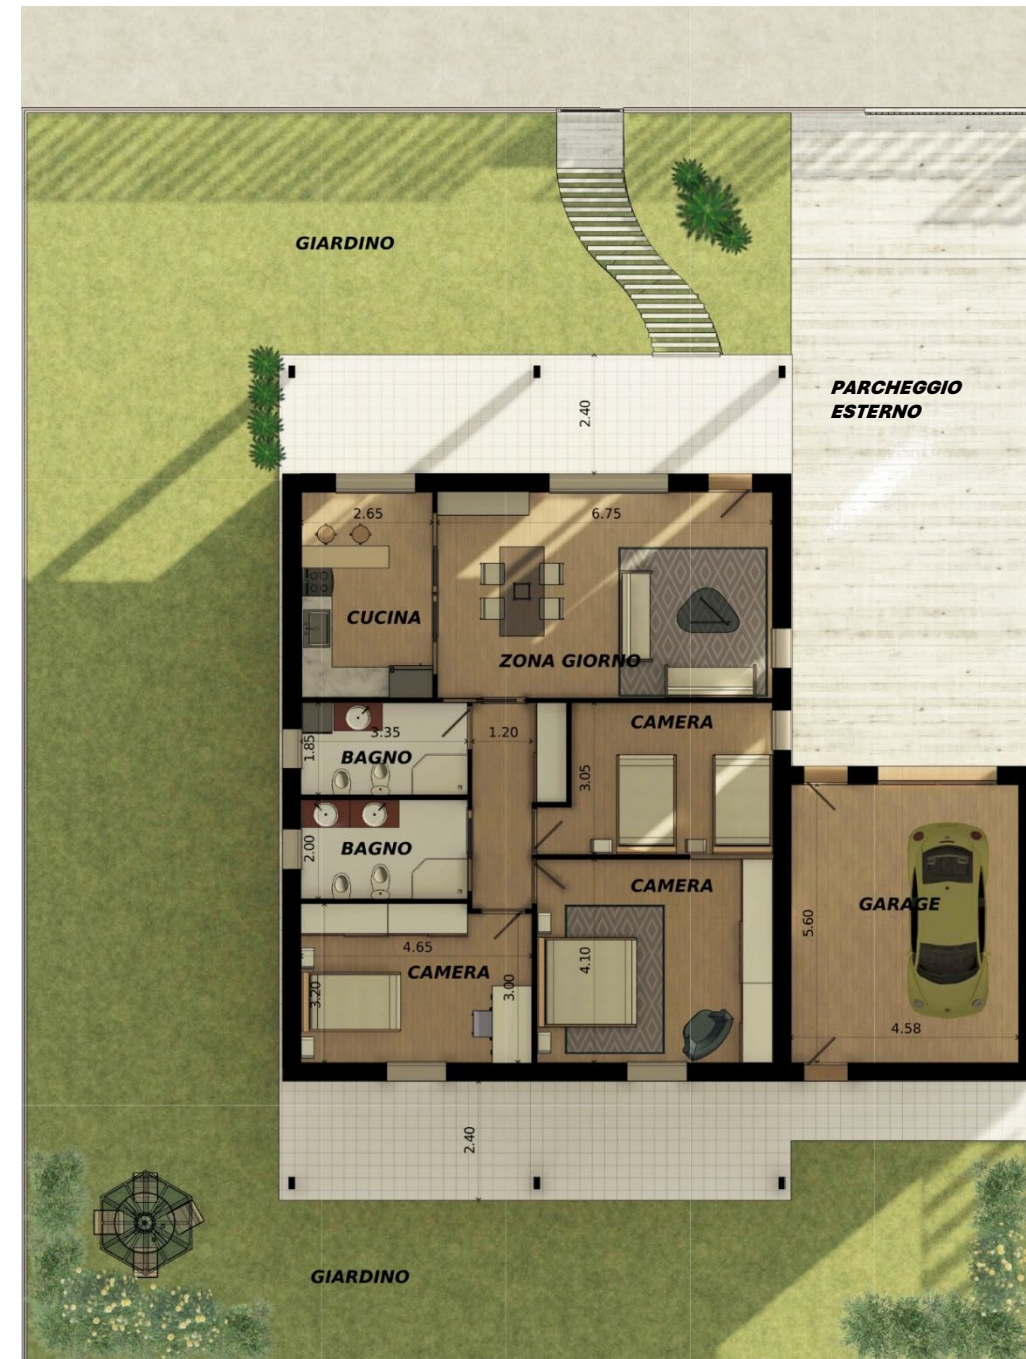 GIARDINO
PARCHEGGIO
ESTERNO
2.40
2.65
6.75
CUCINA
ZONA GIORNO
CAMERA
3.35
1.20
1.85
BAGNO
3.05
2.00
BAGNO
CAMERA
GARAGE
5.60
4.65
4.10
CAMERA
3.20
3.00
4.58
2.40
GIARDINO